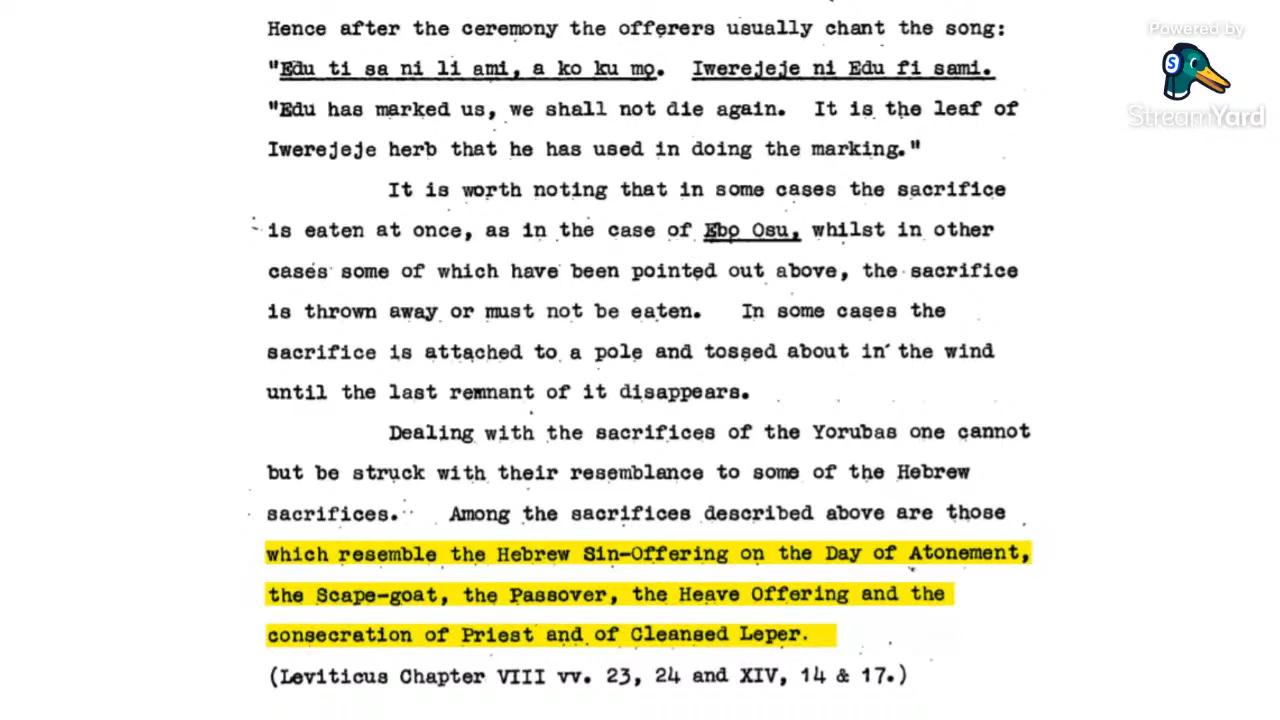 Hence after the ceremony the offerers usually chant the song:
"Edu ti sa ni li ami, a ko ku mọ. Iwerejeje ni Edu fi sami.
"Edu has marked us, we shall not die again. It is the leaf of
Iwerejeje herb that he has used in doing the marking."
It is worth noting that in some cases the sacrifice
is eaten at once, as in the case of Ẹbọ Osu, whilst in other
cases some of which have been pointed out above, the sacrifice
is thrown away or must not be eaten. In some cases the
sacrifice is attached to a pole and tossed about in the wind
until the last remnant of it disappears.
Dealing with the sacrifices of the Yorubas one cannot
but be struck with their resemblance to some of the Hebrew
sacrifices. Among the sacrifices described above are those
which resemble the Hebrew Sin-Offering on the Day of Atonement,
the Scape-goat, the Passover, the Heave Offering and the
consecration of Priest and of Cleansed Leper.
(Leviticus Chapter VIII vv. 23, 24 and XIV, 14 & 17.)
Powered by
S
StreamYard